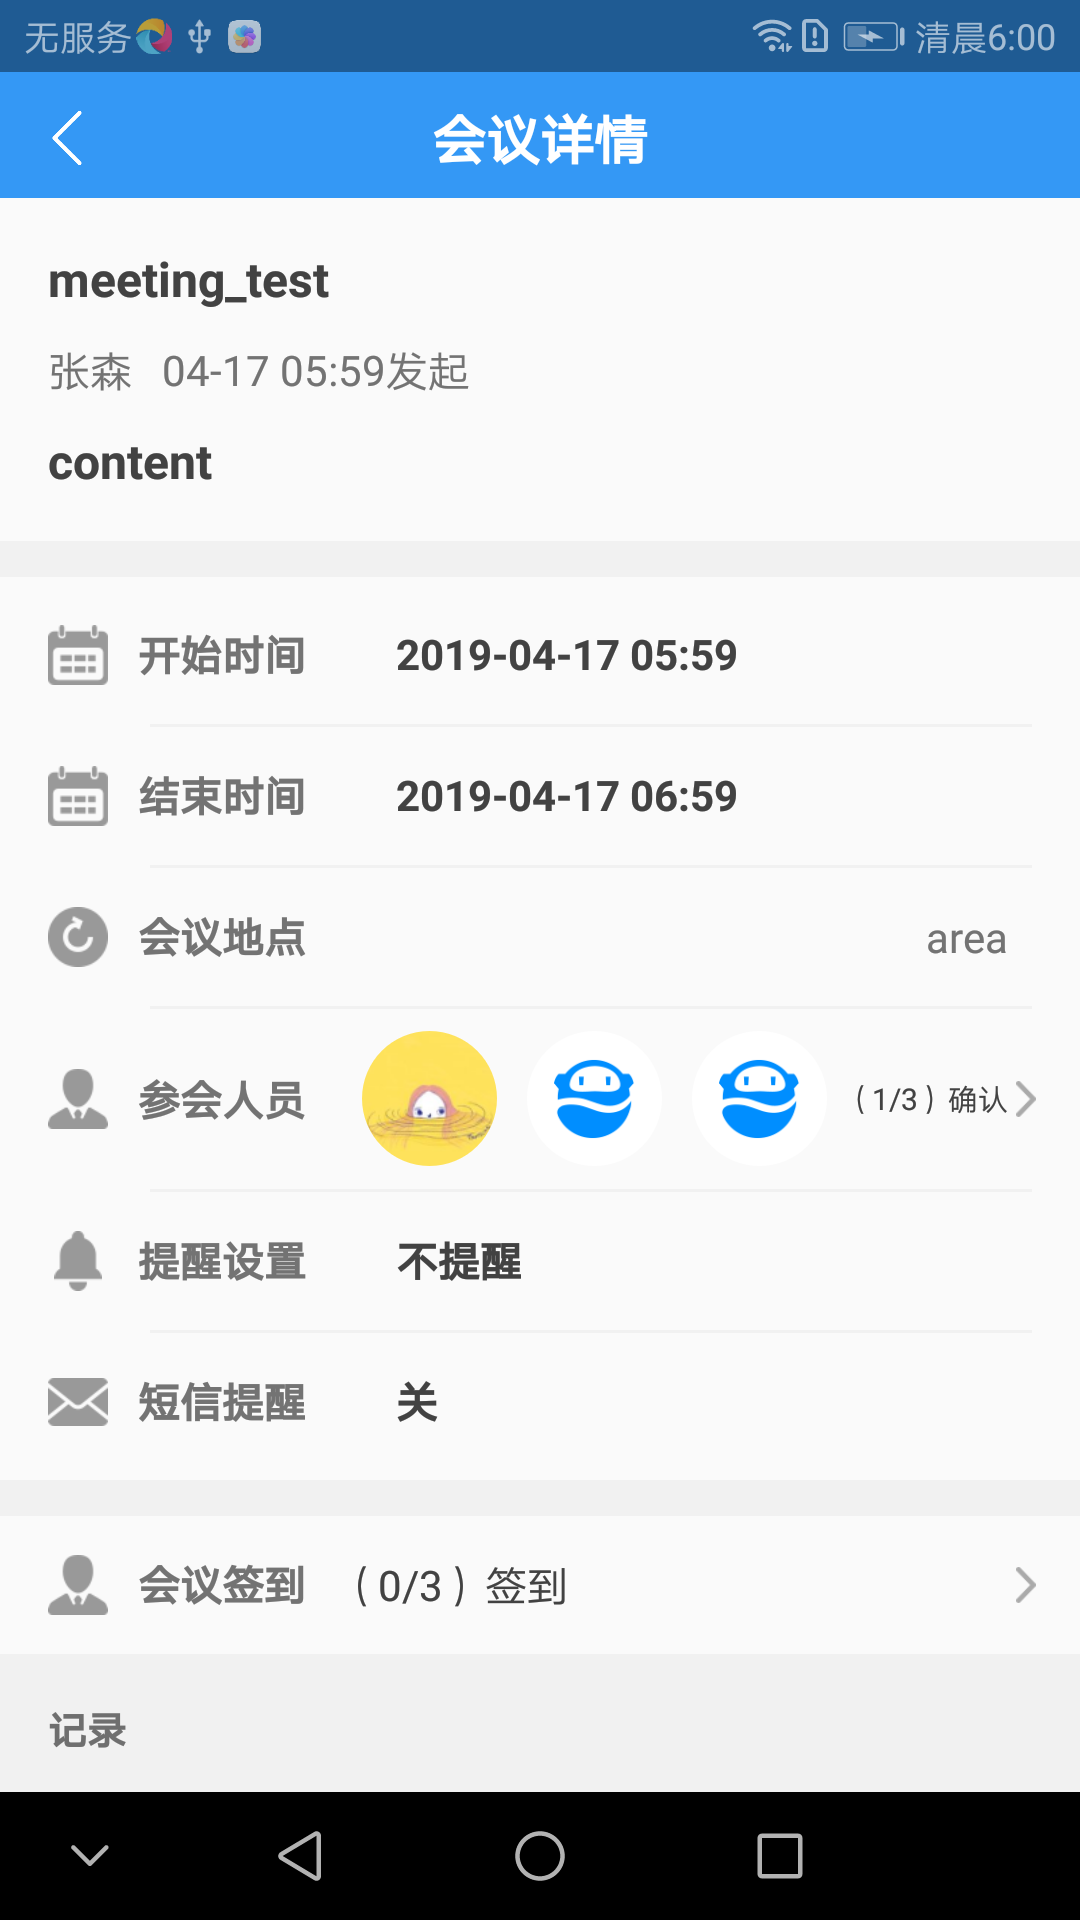 无服务 清晨6:00
会议详情
meeting_test
张森 04-17 05:59发起
content
开始时间 2019-04-17 05:59
结束时间 2019-04-17 06:59
会议地点 area
参会人员 （1/3）确认
提醒设置 不提醒
短信提醒 关
会议签到 （0/3）签到
记录